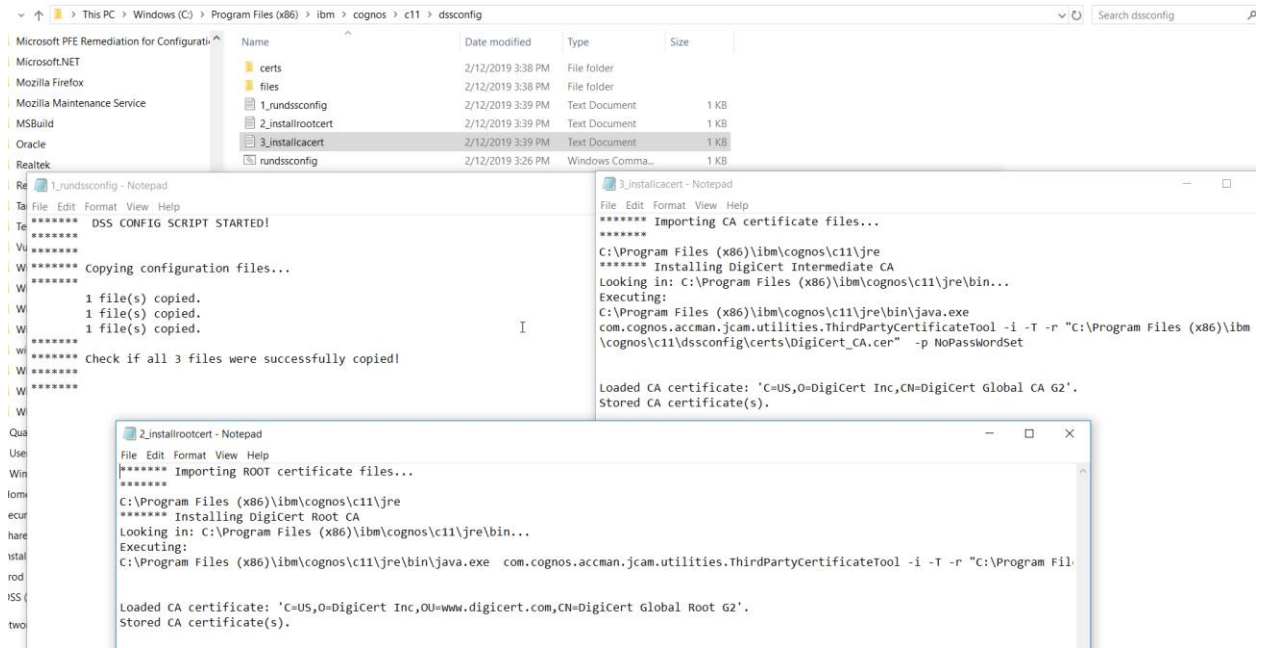 > This PC > Windows (C:) > Program Files (x86) > ibm > cognos > c11 > dssconfig
Search dssconfig
Name Date modified Type Size
Microsoft PFE Remediation for Configurati
Microsoft.NET
Mozilla Firefox
Mozilla Maintenance Service
MSBuild
Oracle
Realtek
certs 2/12/2019 3:38 PM File folder
files 2/12/2019 3:38 PM File folder
1_rundssconfig 2/12/2019 3:39 PM Text Document 1 KB
2_installrootcert 2/12/2019 3:39 PM Text Document 1 KB
3_installcacert 2/12/2019 3:39 PM Text Document 1 KB
rundssconfig 2/12/2019 3:26 PM Windows Comma... 1 KB
1_rundssconfig - Notepad
File Edit Format View Help
******* DSS CONFIG SCRIPT STARTED!
*******
*******
******* Copying configuration files...
*******
1 file(s) copied.
1 file(s) copied.
1 file(s) copied.
*******
******* Check if all 3 files were successfully copied!
*******
*******
3_installcacert - Notepad
File Edit Format View Help
******* Importing CA certificate files...
*******
C:\Program Files (x86)\ibm\cognos\c11\jre
******* Installing DigiCert Intermediate CA
Looking in: C:\Program Files (x86)\ibm\cognos\c11\jre\bin...
Executing:
C:\Program Files (x86)\ibm\cognos\c11\jre\bin\java.exe
com.cognos.accman.jcam.utilities.ThirdPartyCertificateTool -i -T -r "C:\Program Files (x86)\ibm
\cognos\c11\dssconfig\certs\DigiCert_CA.cer" -p NoPassWordSet
Loaded CA certificate: 'C=US,O=DigiCert Inc,CN=DigiCert Global CA G2'.
Stored CA certificate(s).
2_installrootcert - Notepad
File Edit Format View Help
******* Importing ROOT certificate files...
*******
C:\Program Files (x86)\ibm\cognos\c11\jre
******* Installing DigiCert Root CA
Looking in: C:\Program Files (x86)\ibm\cognos\c11\jre\bin...
Executing:
C:\Program Files (x86)\ibm\cognos\c11\jre\bin\java.exe com.cognos.accman.jcam.utilities.ThirdPartyCertificateTool -i -T -r "C:\Program Fil
Loaded CA certificate: 'C=US,O=DigiCert Inc,OU=www.digicert.com,CN=DigiCert Global Root G2'.
Stored CA certificate(s).